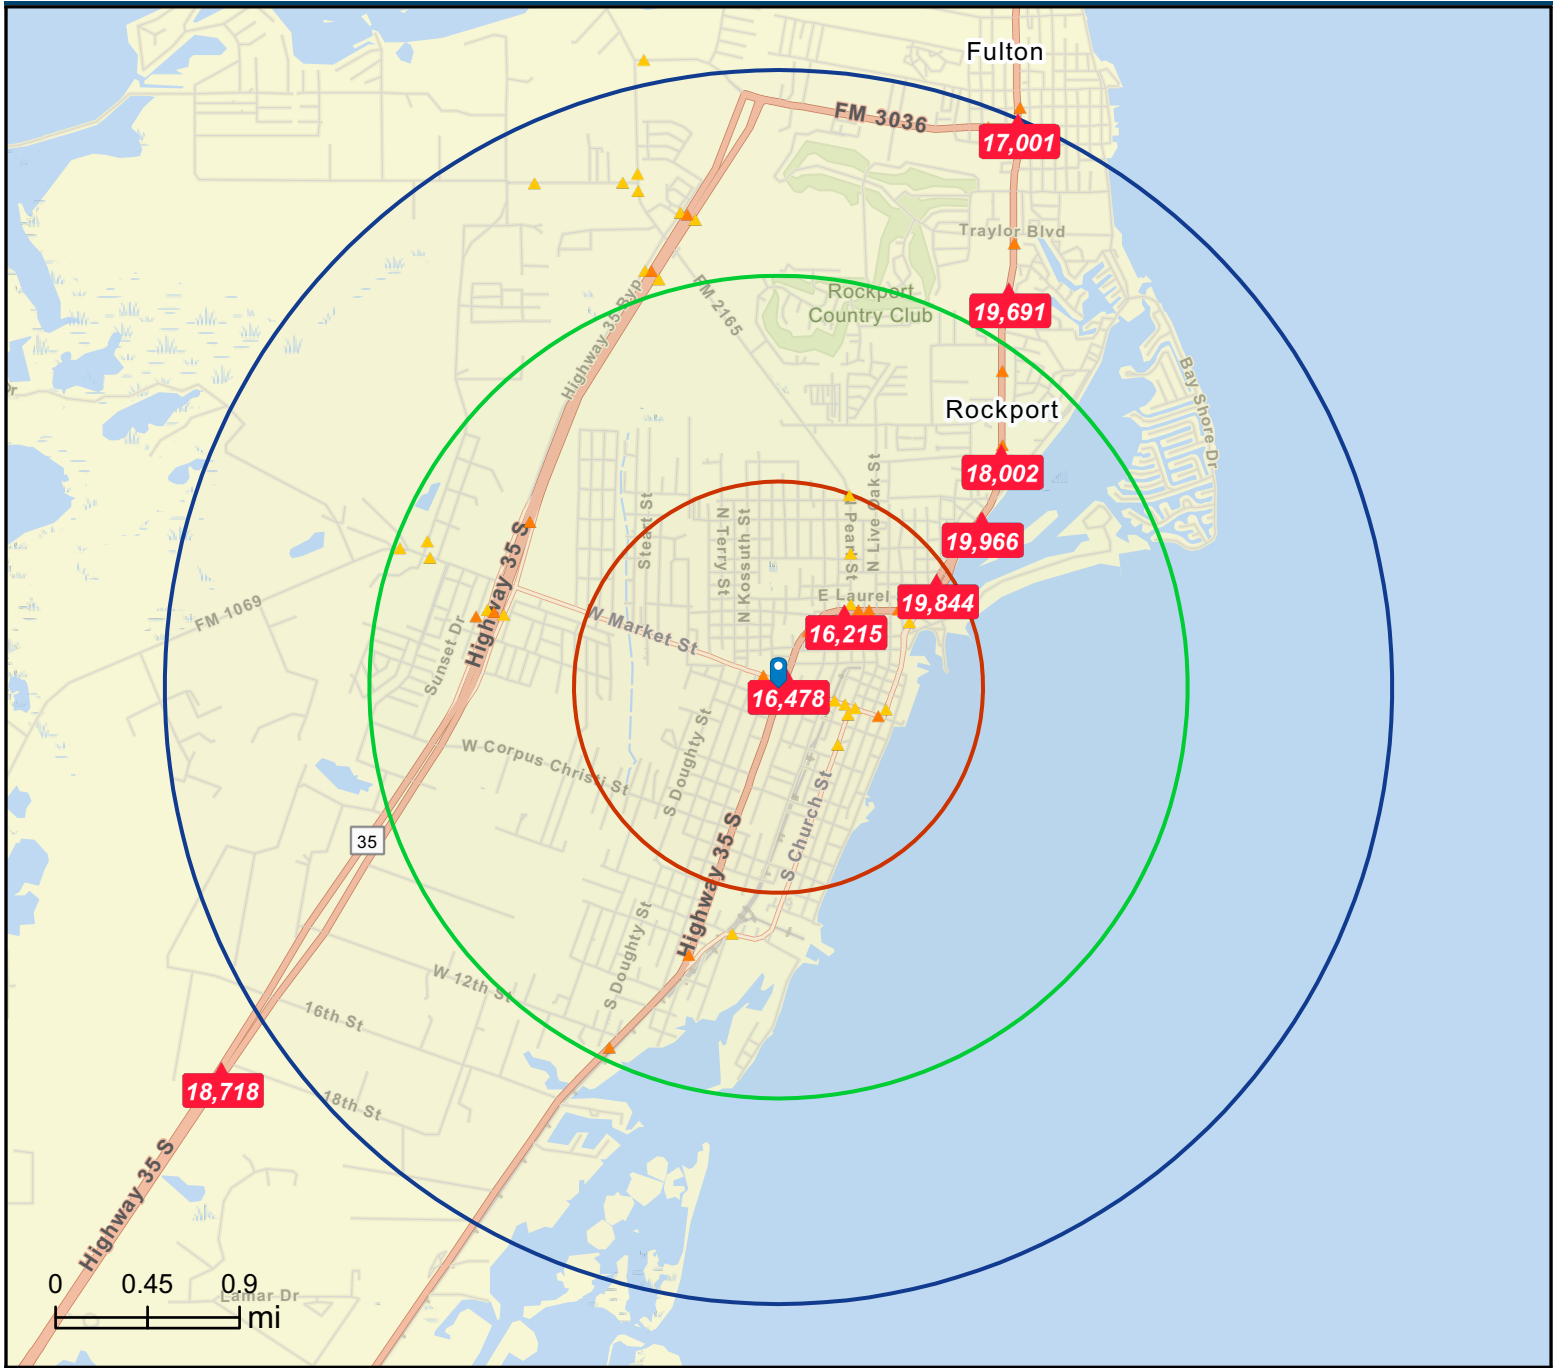 Fulton
FM 3036
17,001
Traylor Blvd
Highway 35 Byp
FM 2165
Rockport
Country Club
19,691
Bay Shore Dr
Rockport
18,002
19,966
Steart St
N Terry St
N Kossuth St
N Live Oak St
Pearl St
Highway 35 S
E Laurel
19,844
FM 1069
W Market St
16,215
Sunset Dr
16,478
W Corpus Christi St
S Doughty St
S Church St
35
Highway 35 S
S Doughty St
W 12th St
16th St
18,718
18th St
Highway 35 S
0 0.45 0.9
mi
Lamar Dr